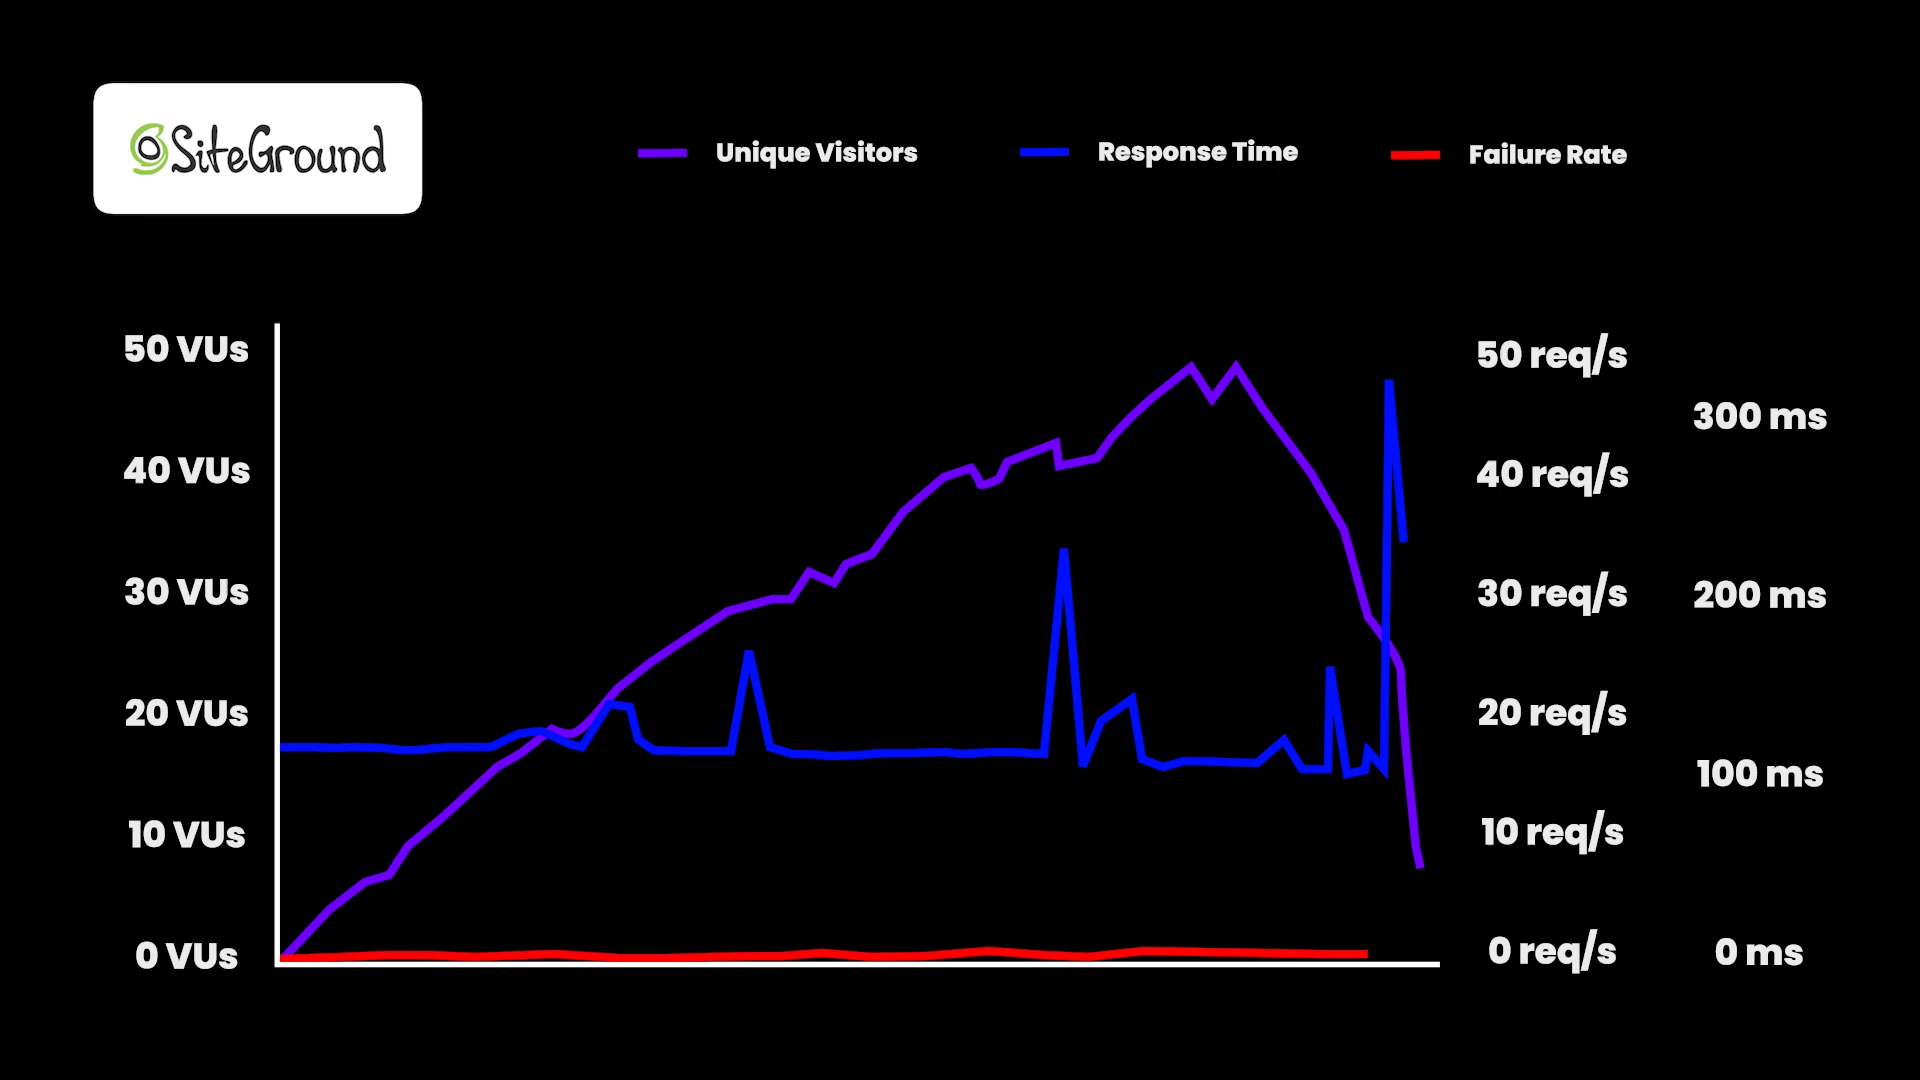 SiteGround
Unique Visitors
Response Time
Failure Rate
50 VUs
40 VUs
30 VUs
20 VUs
10 VUs
0 VUs
50 req/s
40 req/s
30 req/s
20 req/s
10 req/s
0 req/s
300 ms
200 ms
100 ms
0 ms